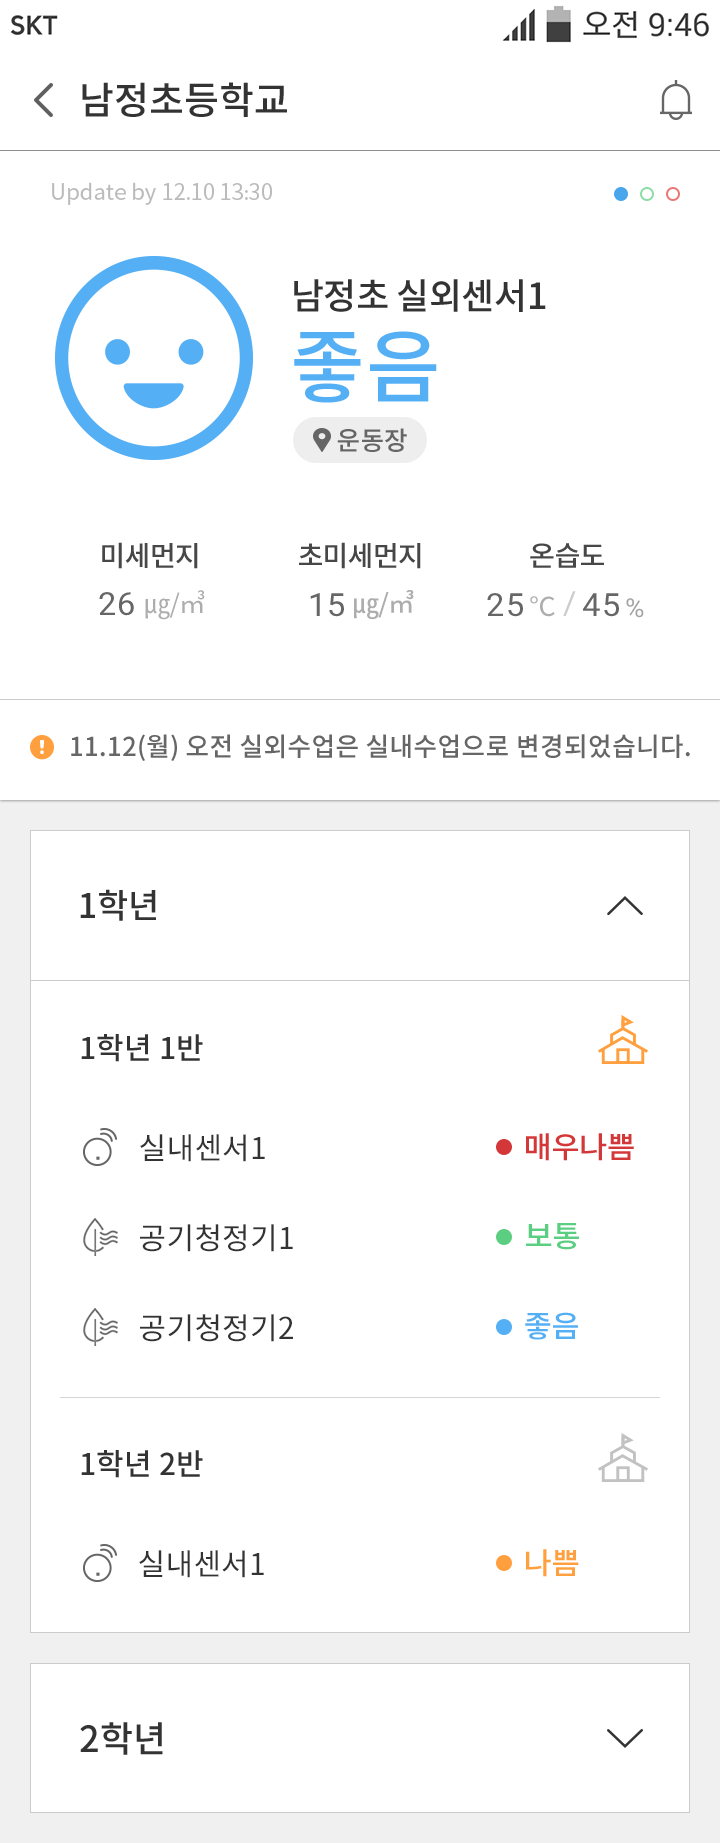 SKT 오전 9:46
남정초등학교
Update by 12.10 13:30
남정초 실외센서1
좋음
운동장
미세먼지 초미세먼지 온습도
26 µg/㎥ 15 µg/㎥ 25 ℃ / 45 %
11.12(월) 오전 실외수업은 실내수업으로 변경되었습니다.
1학년
1학년 1반
실내센서1 매우나쁨
공기청정기1 보통
공기청정기2 좋음
1학년 2반
실내센서1 나쁨
2학년